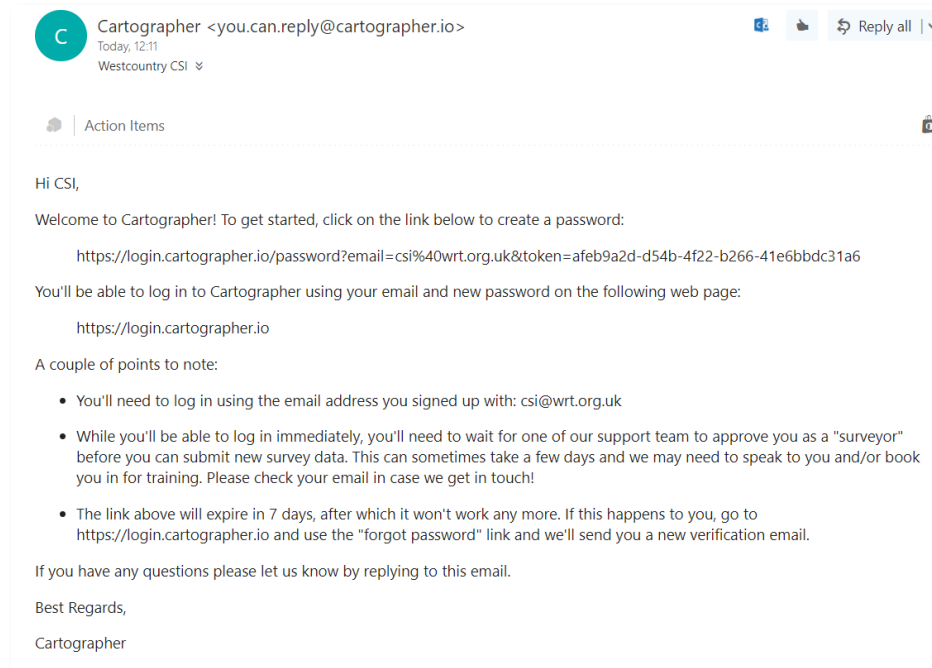 C
Cartographer <you.can.reply@cartographer.io>
Reply all
Today, 12:11
Westcountry CSI
Action Items
Hi CSI,
Welcome to Cartographer! To get started, click on the link below to create a password:
https://login.cartographer.io/password?email=csi%40wrt.org.uk&token=afeb9a2d-d54b-4f22-b266-41e6bbdc31a6
You'll be able to log in to Cartographer using your email and new password on the following web page:
https://login.cartographer.io
A couple of points to note:
• You'll need to log in using the email address you signed up with: csi@wrt.org.uk
• While you'll be able to log in immediately, you'll need to wait for one of our support team to approve you as a "surveyor"
before you can submit new survey data. This can sometimes take a few days and we may need to speak to you and/or book
you in for training. Please check your email in case we get in touch!
• The link above will expire in 7 days, after which it won't work any more. If this happens to you, go to
https://login.cartographer.io and use the "forgot password" link and we'll send you a new verification email.
If you have any questions please let us know by replying to this email.
Best Regards,
Cartographer